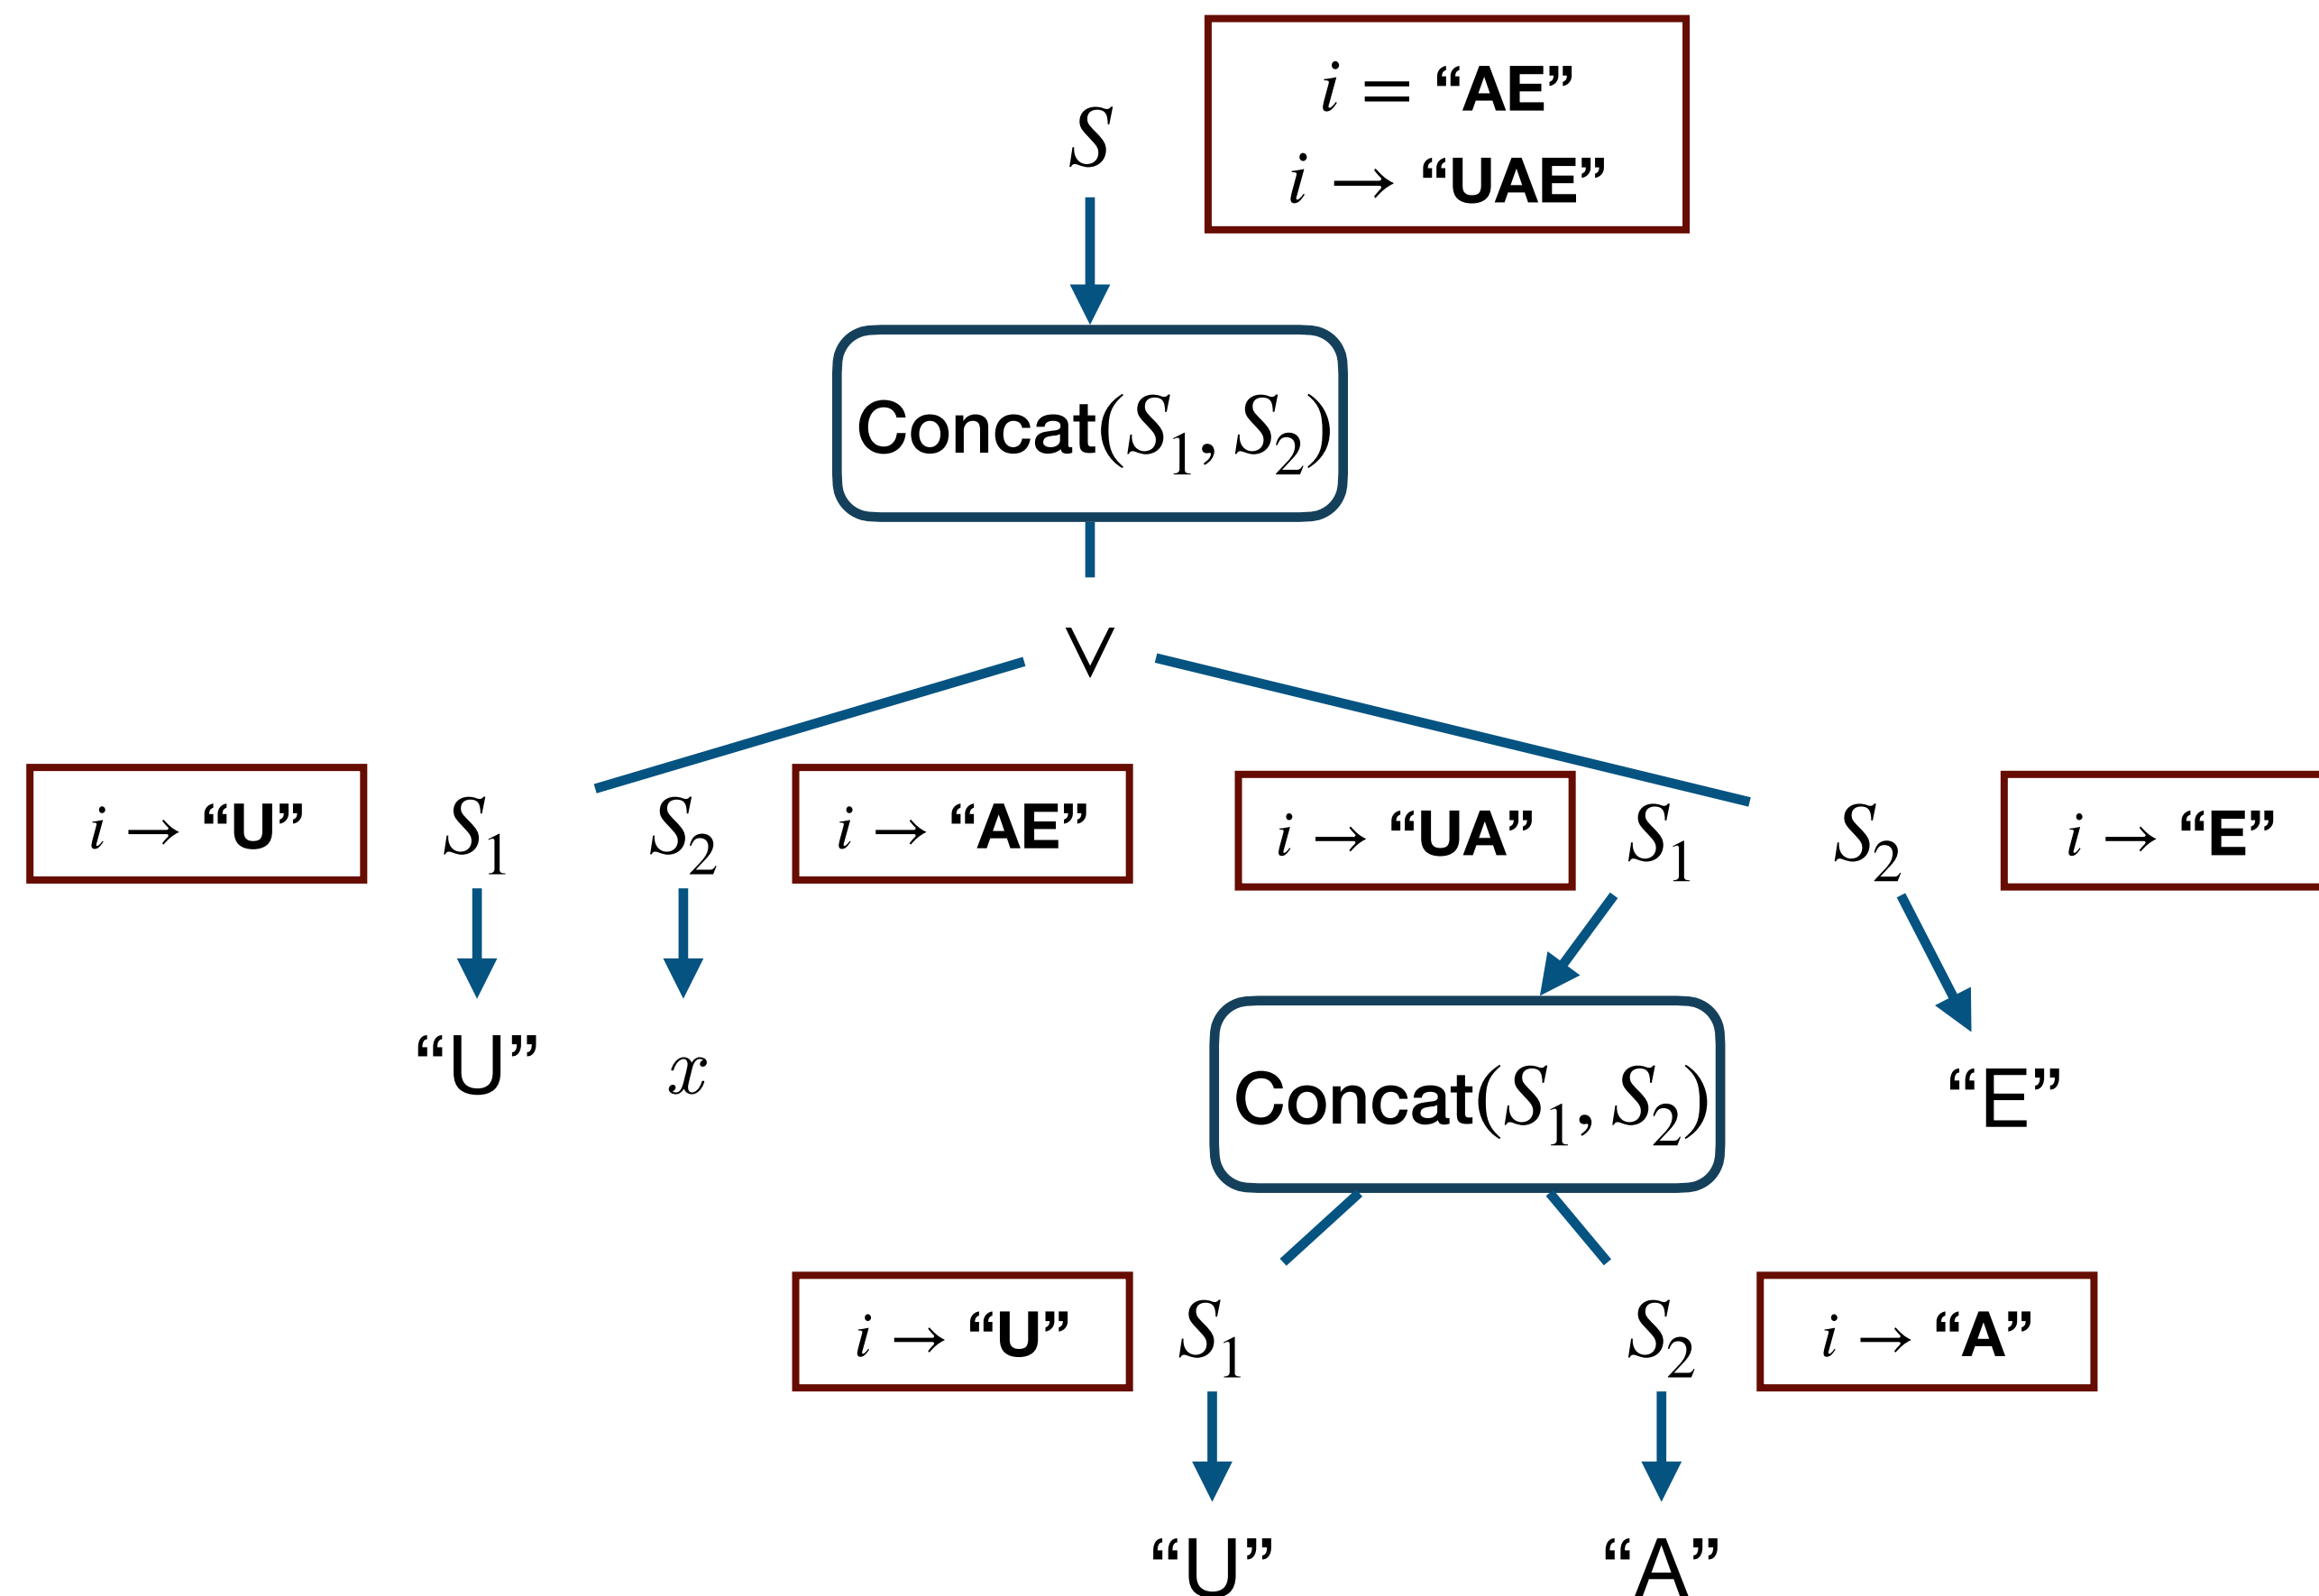 S
i = “AE”
i → “UAE”
Concat(S₁, S₂)
∨
i → “U”
S₁
S₂
i → “AE”
i → “UA”
S₁
S₂
i → “E”
“U”
x
Concat(S₁, S₂)
“E”
i → “U”
S₁
S₂
i → “A”
“U”
“A”